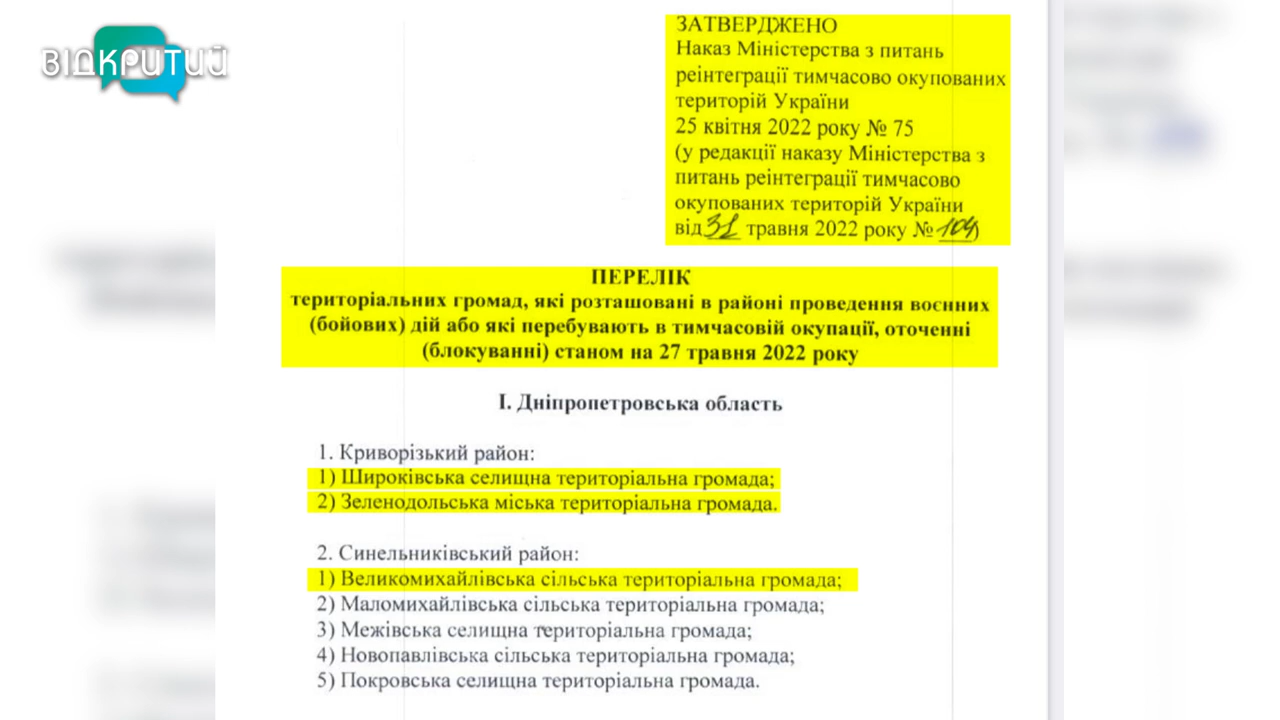 ВІДКРИТИЙ
ЗАТВЕРДЖЕНО
Наказ Міністерства з питань
реінтеграції тимчасово окупованих
територій України
25 квітня 2022 року № 75
(у редакції наказу Міністерства з
питань реінтеграції тимчасово
окупованих територій України
від 31 травня 2022 року № 104)
ПЕРЕЛІК
територіальних громад, які розташовані в районі проведення воєнних
(бойових) дій або які перебувають в тимчасовій окупації, оточенні
(блокуванні) станом на 27 травня 2022 року
І. Дніпропетровська область
1. Криворізький район:
1) Широківська селищна територіальна громада;
2) Зеленодольська міська територіальна громада.
2. Синельниківський район:
1) Великомихайлівська сільська територіальна громада;
2) Маломихайлівська сільська територіальна громада;
3) Межівська селищна територіальна громада;
4) Новопавлівська сільська територіальна громада;
5) Покровська селищна територіальна громада.